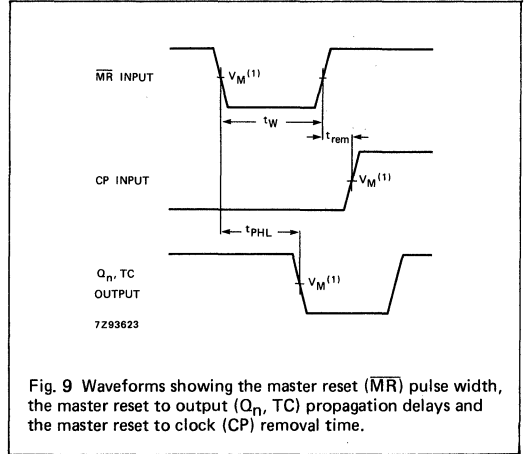 M̅R̅ INPUT
VM(1)
tW
trem
CP INPUT
VM(1)
tPHL
Qn, TC
OUTPUT
VM(1)
7Z93623
Fig. 9 Waveforms showing the master reset (M̅R̅) pulse width,
the master reset to output (Qn, TC) propagation delays and
the master reset to clock (CP) removal time.